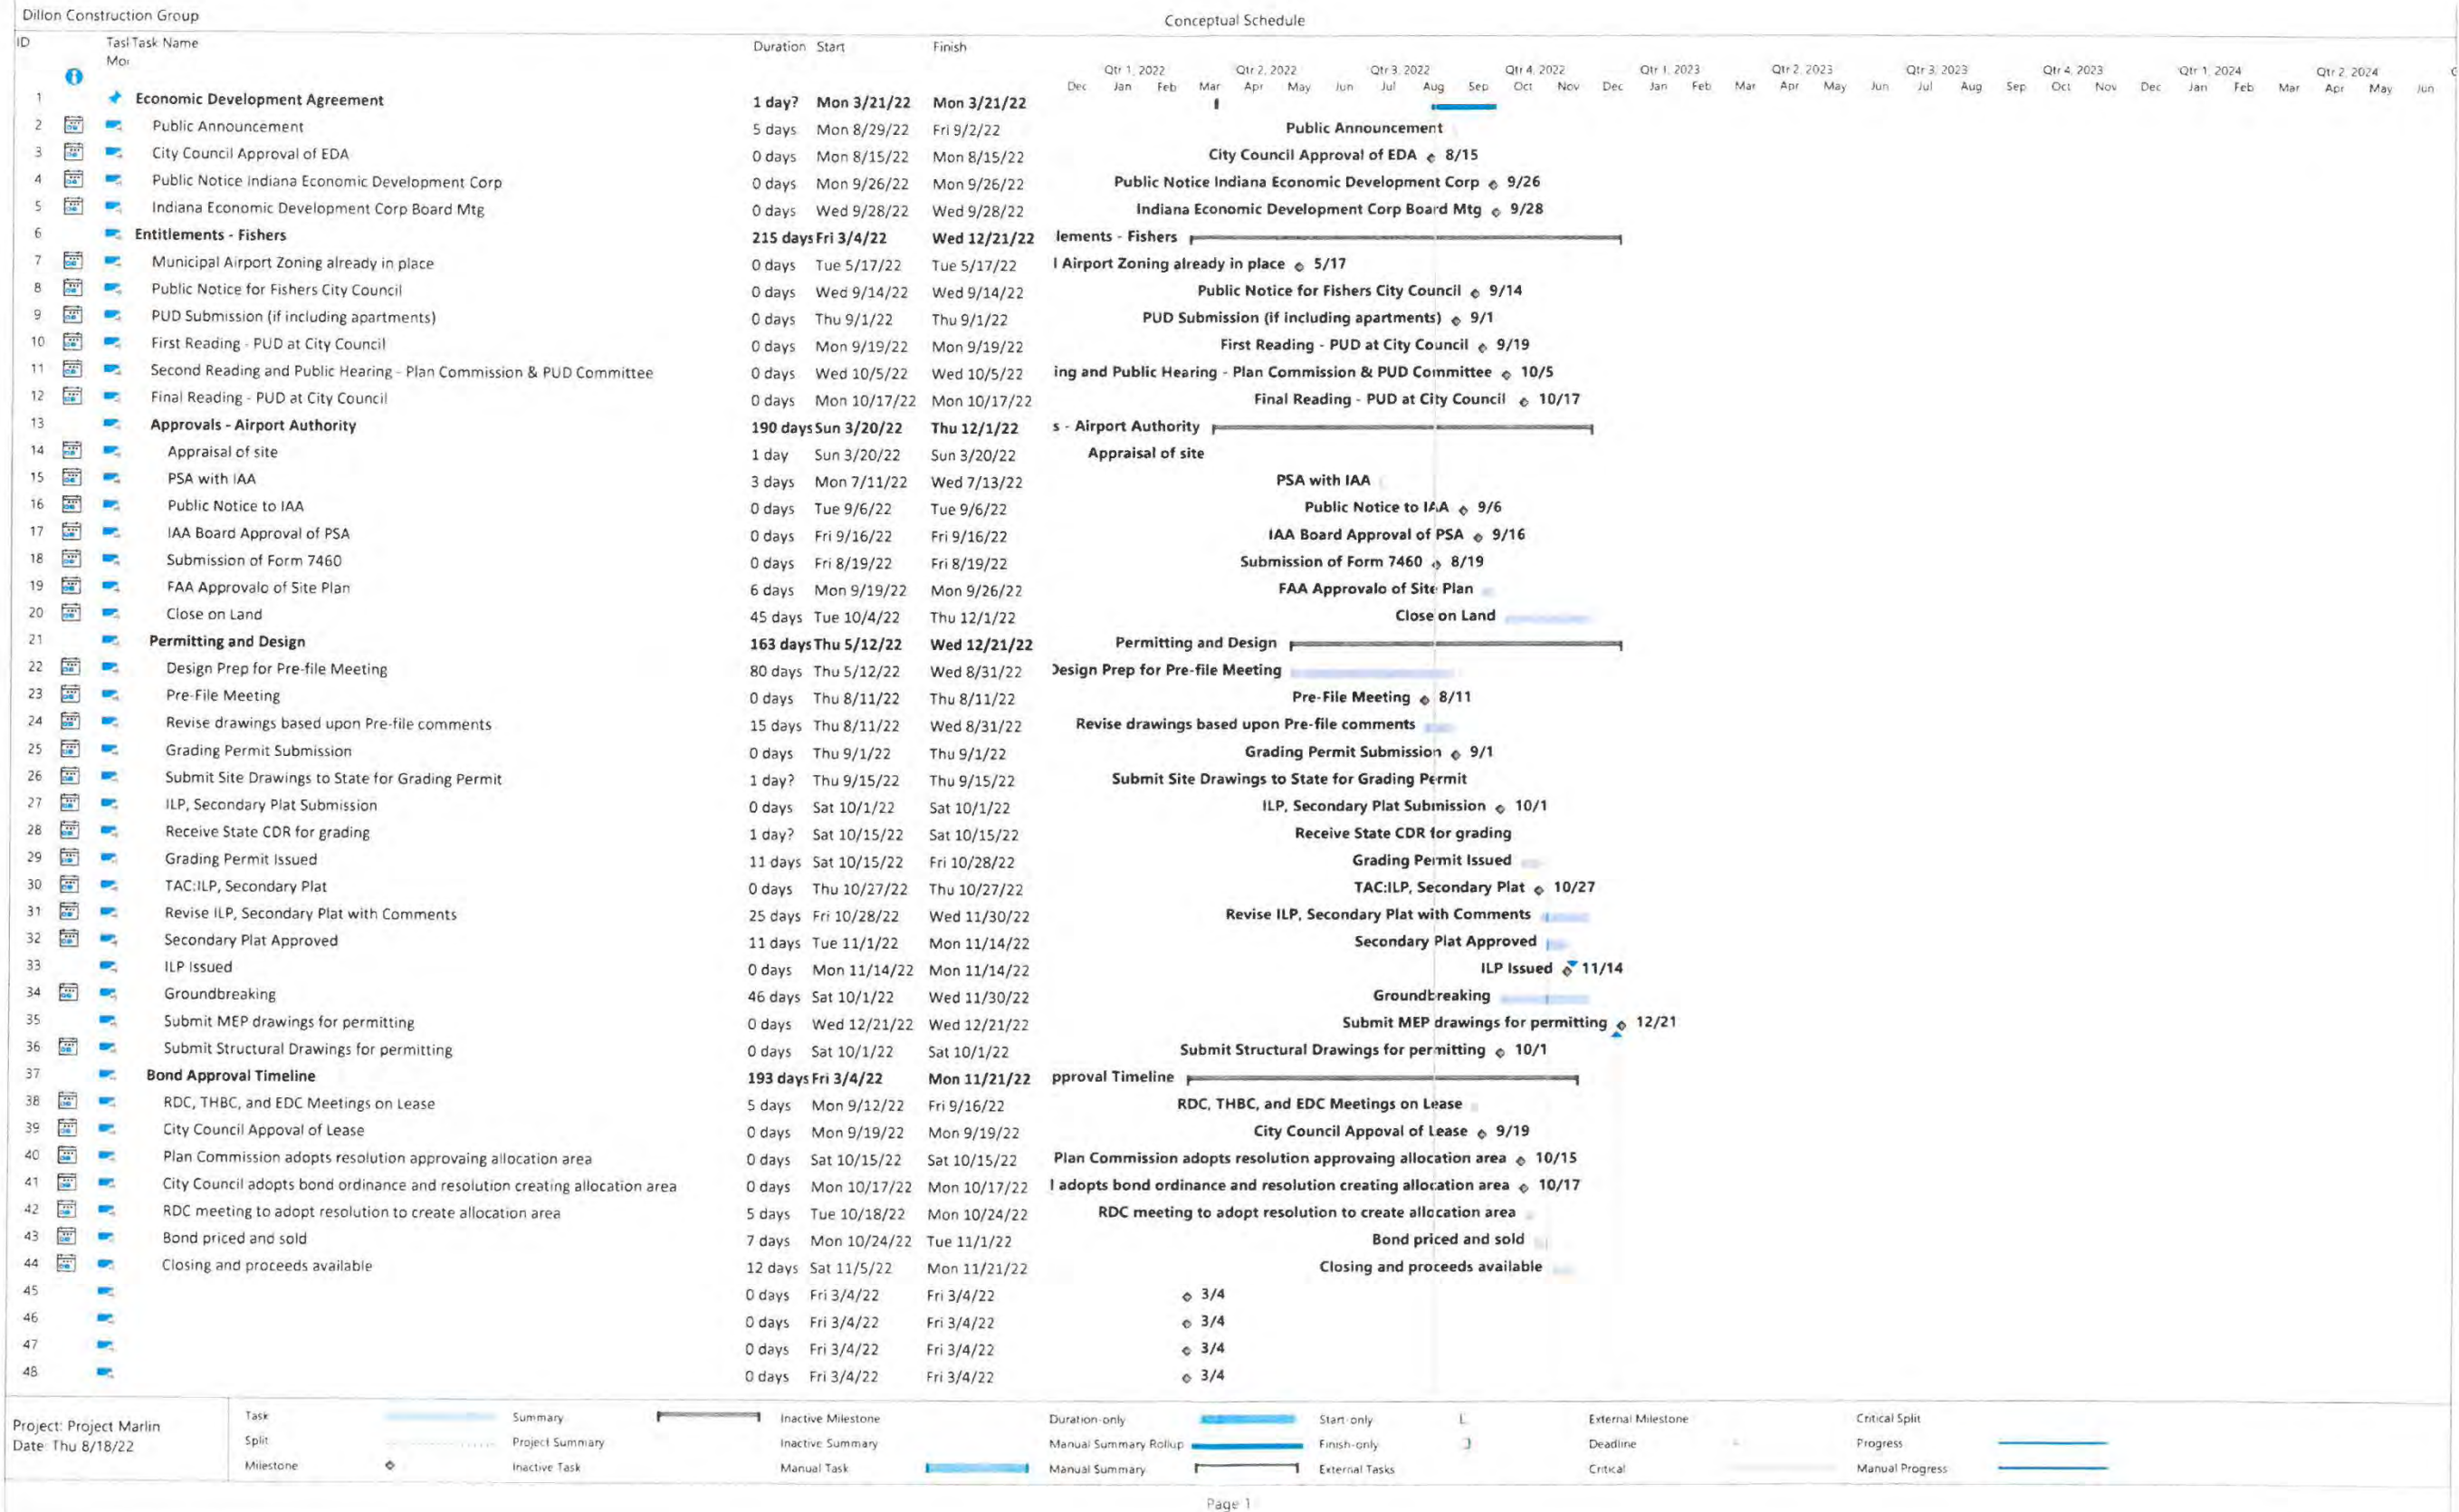 Dillon Construction Group
Conceptual Schedule
ID Tasl Task Name Duration Start Finish
Moı
Qtr 1, 2022 Qtr 2, 2022 Qtr 3, 2022 Qtr 4, 2022 Qtr 1, 2023 Qtr 2, 2023 Qtr 3, 2023 Qtr 4, 2023 Qtr 1, 2024 Qtr 2, 2024
Dec Jan Feb Mar Apr May Jun Jul Aug Sep Oct Nov Dec Jan Feb Mar Apr May Jun Jul Aug Sep Oct Nov Dec Jan Feb Mar Apr May Jun
1 Economic Development Agreement 1 day? Mon 3/21/22 Mon 3/21/22
2 Public Announcement 5 days Mon 8/29/22 Fri 9/2/22 Public Announcement
3 City Council Approval of EDA 0 days Mon 8/15/22 Mon 8/15/22 City Council Approval of EDA 8/15
4 Public Notice Indiana Economic Development Corp 0 days Mon 9/26/22 Mon 9/26/22 Public Notice Indiana Economic Development Corp 9/26
5 Indiana Economic Development Corp Board Mtg 0 days Wed 9/28/22 Wed 9/28/22 Indiana Economic Development Corp Board Mtg 9/28
6 Entitlements - Fishers 215 days Fri 3/4/22 Wed 12/21/22 lements - Fishers
7 Municipal Airport Zoning already in place 0 days Tue 5/17/22 Tue 5/17/22 l Airport Zoning already in place 5/17
8 Public Notice for Fishers City Council 0 days Wed 9/14/22 Wed 9/14/22 Public Notice for Fishers City Council 9/14
9 PUD Submission (if including apartments) 0 days Thu 9/1/22 Thu 9/1/22 PUD Submission (if including apartments) 9/1
10 First Reading - PUD at City Council 0 days Mon 9/19/22 Mon 9/19/22 First Reading - PUD at City Council 9/19
11 Second Reading and Public Hearing - Plan Commission & PUD Committee 0 days Wed 10/5/22 Wed 10/5/22 ing and Public Hearing - Plan Commission & PUD Committee 10/5
12 Final Reading - PUD at City Council 0 days Mon 10/17/22 Mon 10/17/22 Final Reading - PUD at City Council 10/17
13 Approvals - Airport Authority 190 days Sun 3/20/22 Thu 12/1/22 s - Airport Authority
14 Appraisal of site 1 day Sun 3/20/22 Sun 3/20/22 Appraisal of site
15 PSA with IAA 3 days Mon 7/11/22 Wed 7/13/22 PSA with IAA
16 Public Notice to IAA 0 days Tue 9/6/22 Tue 9/6/22 Public Notice to IAA 9/6
17 IAA Board Approval of PSA 0 days Fri 9/16/22 Fri 9/16/22 IAA Board Approval of PSA 9/16
18 Submission of Form 7460 0 days Fri 8/19/22 Fri 8/19/22 Submission of Form 7460 8/19
19 FAA Approvalo of Site Plan 6 days Mon 9/19/22 Mon 9/26/22 FAA Approvalo of Site Plan
20 Close on Land 45 days Tue 10/4/22 Thu 12/1/22 Close on Land
21 Permitting and Design 163 days Thu 5/12/22 Wed 12/21/22 Permitting and Design
22 Design Prep for Pre-file Meeting 80 days Thu 5/12/22 Wed 8/31/22 Design Prep for Pre-file Meeting
23 Pre-File Meeting 0 days Thu 8/11/22 Thu 8/11/22 Pre-File Meeting 8/11
24 Revise drawings based upon Pre-file comments 15 days Thu 8/11/22 Wed 8/31/22 Revise drawings based upon Pre-file comments
25 Grading Permit Submission 0 days Thu 9/1/22 Thu 9/1/22 Grading Permit Submission 9/1
26 Submit Site Drawings to State for Grading Permit 1 day? Thu 9/15/22 Thu 9/15/22 Submit Site Drawings to State for Grading Permit
27 ILP, Secondary Plat Submission 0 days Sat 10/1/22 Sat 10/1/22 ILP, Secondary Plat Submission 10/1
28 Receive State CDR for grading 1 day? Sat 10/15/22 Sat 10/15/22 Receive State CDR for grading
29 Grading Permit Issued 11 days Sat 10/15/22 Fri 10/28/22 Grading Permit Issued
30 TAC:ILP, Secondary Plat 0 days Thu 10/27/22 Thu 10/27/22 TAC:ILP, Secondary Plat 10/27
31 Revise ILP, Secondary Plat with Comments 25 days Fri 10/28/22 Wed 11/30/22 Revise ILP, Secondary Plat with Comments
32 Secondary Plat Approved 11 days Tue 11/1/22 Mon 11/14/22 Secondary Plat Approved
33 ILP Issued 0 days Mon 11/14/22 Mon 11/14/22 ILP Issued 11/14
34 Groundbreaking 46 days Sat 10/1/22 Wed 11/30/22 Groundbreaking
35 Submit MEP drawings for permitting 0 days Wed 12/21/22 Wed 12/21/22 Submit MEP drawings for permitting 12/21
36 Submit Structural Drawings for permitting 0 days Sat 10/1/22 Sat 10/1/22 Submit Structural Drawings for permitting 10/1
37 Bond Approval Timeline 193 days Fri 3/4/22 Mon 11/21/22 pproval Timeline
38 RDC, THBC, and EDC Meetings on Lease 5 days Mon 9/12/22 Fri 9/16/22 RDC, THBC, and EDC Meetings on Lease
39 City Council Appoval of Lease 0 days Mon 9/19/22 Mon 9/19/22 City Council Appoval of Lease 9/19
40 Plan Commission adopts resolution approvaing allocation area 0 days Sat 10/15/22 Sat 10/15/22 Plan Commission adopts resolution approvaing allocation area 10/15
41 City Council adopts bond ordinance and resolution creating allocation area 0 days Mon 10/17/22 Mon 10/17/22 l adopts bond ordinance and resolution creating allocation area 10/17
42 RDC meeting to adopt resolution to create allocation area 5 days Tue 10/18/22 Mon 10/24/22 RDC meeting to adopt resolution to create allocation area
43 Bond priced and sold 7 days Mon 10/24/22 Tue 11/1/22 Bond priced and sold
44 Closing and proceeds available 12 days Sat 11/5/22 Mon 11/21/22 Closing and proceeds available
45 0 days Fri 3/4/22 Fri 3/4/22 3/4
46 0 days Fri 3/4/22 Fri 3/4/22 3/4
47 0 days Fri 3/4/22 Fri 3/4/22 3/4
48 0 days Fri 3/4/22 Fri 3/4/22 3/4
Project: Project Marlin
Date: Thu 8/18/22
Task Summary Inactive Milestone Duration-only Start-only External Milestone Critical Split
Split Project Summary Inactive Summary Manual Summary Rollup Finish-only Deadline Progress
Milestone Inactive Task Manual Task Manual Summary External Tasks Critical Manual Progress
Page 1